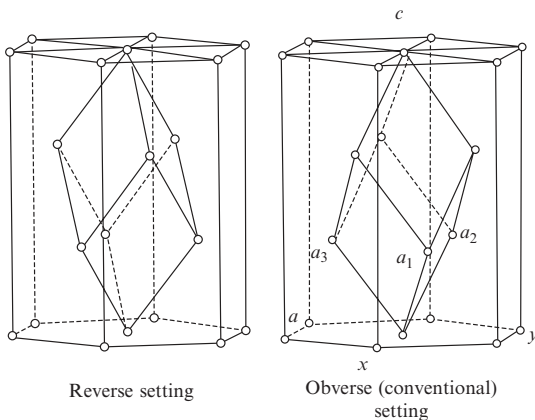 c
a₃
a₁
a₂
a
y
x
Reverse setting
Obverse (conventional)
setting